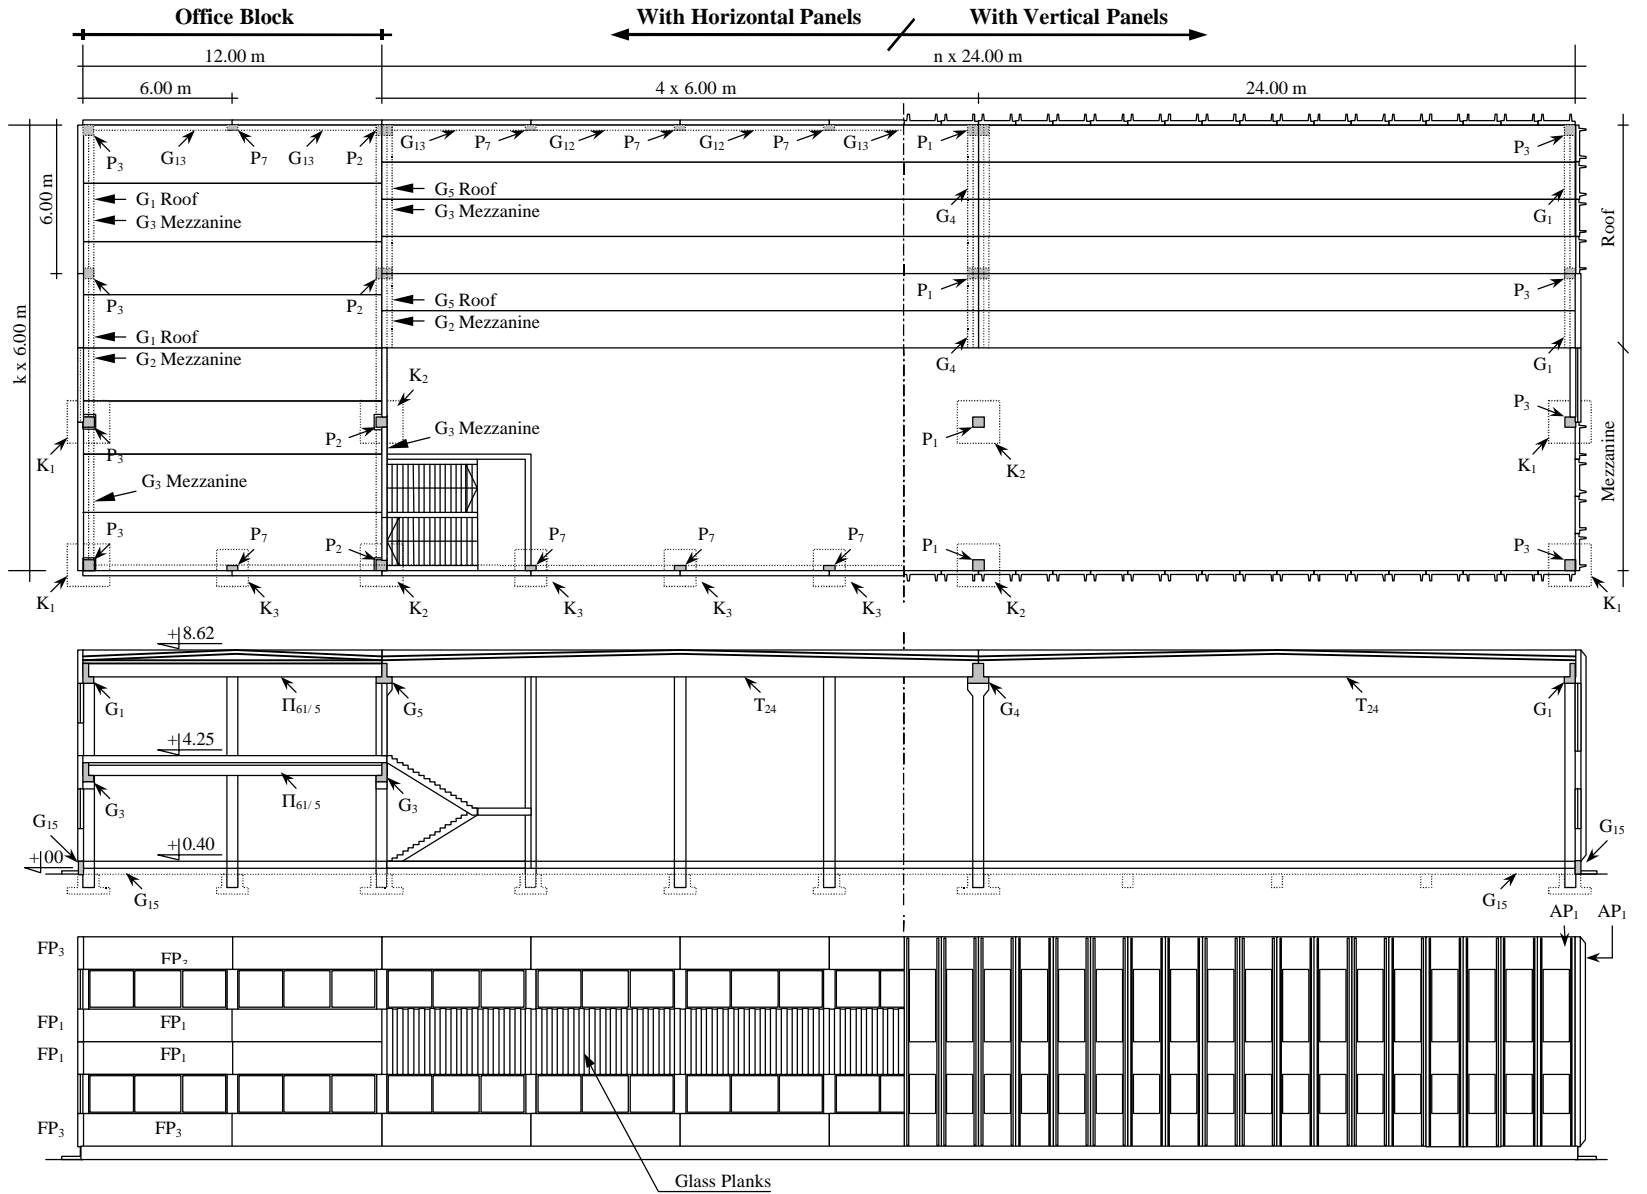 Office Block With Horizontal Panels With Vertical Panels
12.00 m n x 24.00 m
6.00 m 4 x 6.00 m 24.00 m
P3 G13 P7 G13 P2 G13 P7 G12 P7 G12 P7 G13 P1 P3
6.00 m
k x 6.00 m
G1 Roof G5 Roof
G3 Mezzanine G3 Mezzanine G4 G1
Roof
P3 P2 P1 P3
G5 Roof
G2 Mezzanine
G1 Roof
G2 Mezzanine G4 G1
K2
P3
G3 Mezzanine
P2 P1
K1 P3 K2 K1
Mezzanine
G3 Mezzanine
P3 P7 P2 P7 P7 P7 P1 P3
K1 K3 K2 K3 K3 K3 K2 K1
+8.62
G1 Π61/5 G5 T24 G4 T24 G1
+4.25
G3 Π61/5 G3
G15 G15
+0.40
+00
G15 G15
AP1 AP1
FP3 FP3
FP1 FP1
FP1 FP1
FP3 FP3
Glass Planks